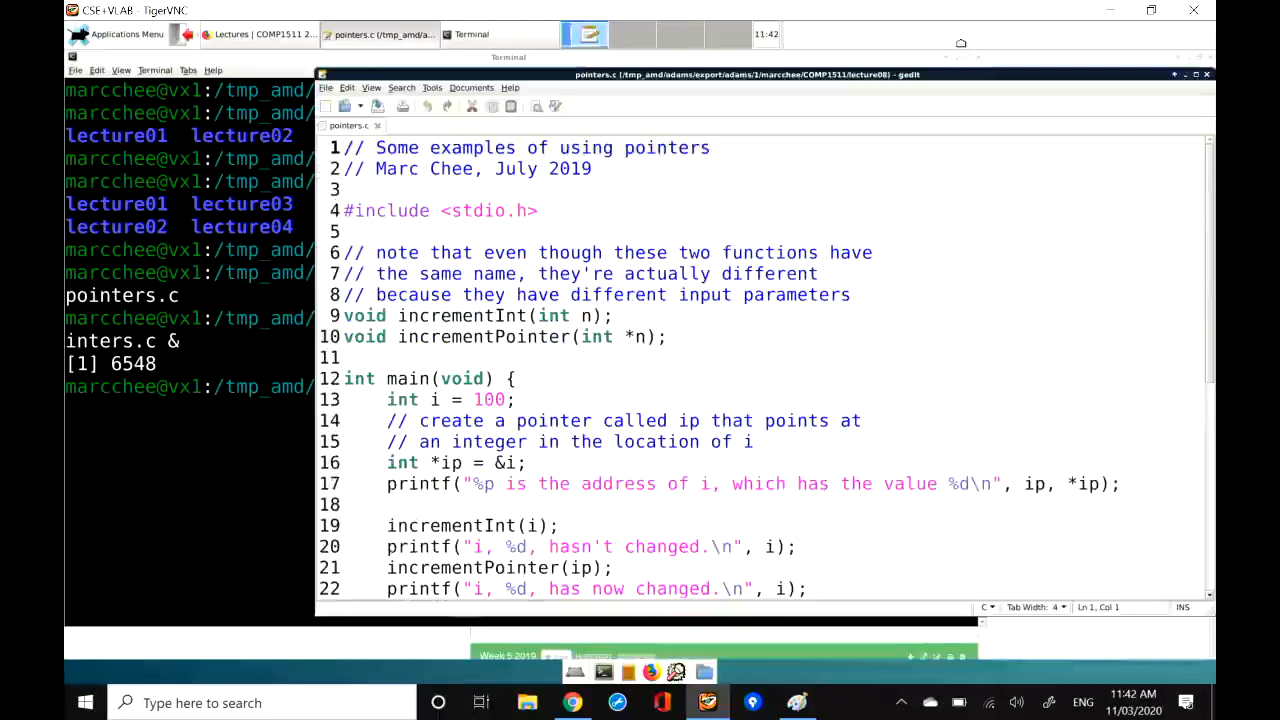 CSE+VLAB - TigerVNC
Applications Menu
Lectures | COMP1511 2...
pointers.c (/tmp_amd/a...
Terminal
11:42
Terminal
File Edit View Terminal Tabs Help
marcchee@vx1:/tmp_amd/
marcchee@vx1:/tmp_amd/
lecture01 lecture02
marcchee@vx1:/tmp_amd/
marcchee@vx1:/tmp_amd/
lecture01 lecture03
lecture02 lecture04
marcchee@vx1:/tmp_amd/
marcchee@vx1:/tmp_amd/
pointers.c
marcchee@vx1:/tmp_amd/
inters.c &
[1] 6548
marcchee@vx1:/tmp_amd/
pointers.c (/tmp_amd/adams/export/adams/1/marcchee/COMP1511/lecture08) - gedit
File Edit View Search Tools Documents Help
pointers.c
1 // Some examples of using pointers
2 // Marc Chee, July 2019
3
4 #include <stdio.h>
5
6 // note that even though these two functions have
7 // the same name, they're actually different
8 // because they have different input parameters
9 void incrementInt(int n);
10 void incrementPointer(int *n);
11
12 int main(void) {
13     int i = 100;
14     // create a pointer called ip that points at
15     // an integer in the location of i
16     int *ip = &i;
17     printf("%p is the address of i, which has the value %d\n", ip, *ip);
18
19     incrementInt(i);
20     printf("i, %d, hasn't changed.\n", i);
21     incrementPointer(ip);
22     printf("i, %d, has now changed.\n", i);
C Tab Width: 4 Ln 1, Col 1 INS
Week 5 2019
Type here to search
ENG
11:42 AM
11/03/2020